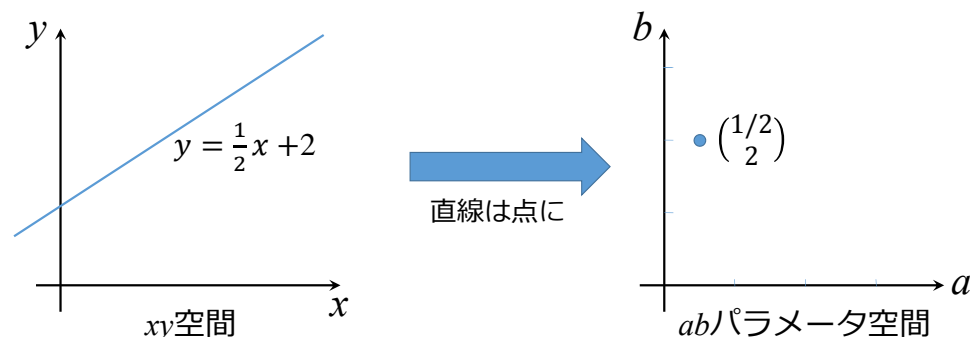 y
y = 1/2 x +2
x
xy空間
直線は点に
b
(1/2
2)
a
abパラメータ空間